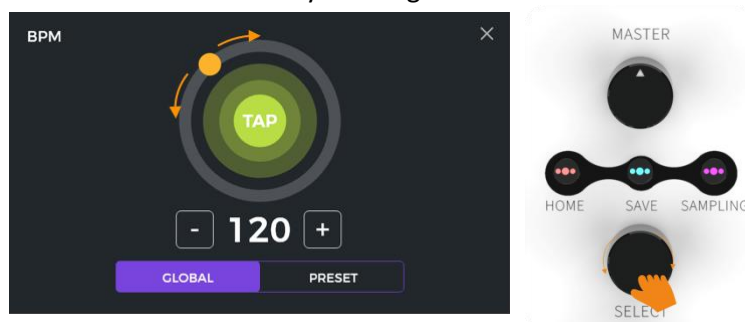 BPM
TAP
- 120 +
GLOBAL PRESET
MASTER
HOME SAVE SAMPLING
SELECT